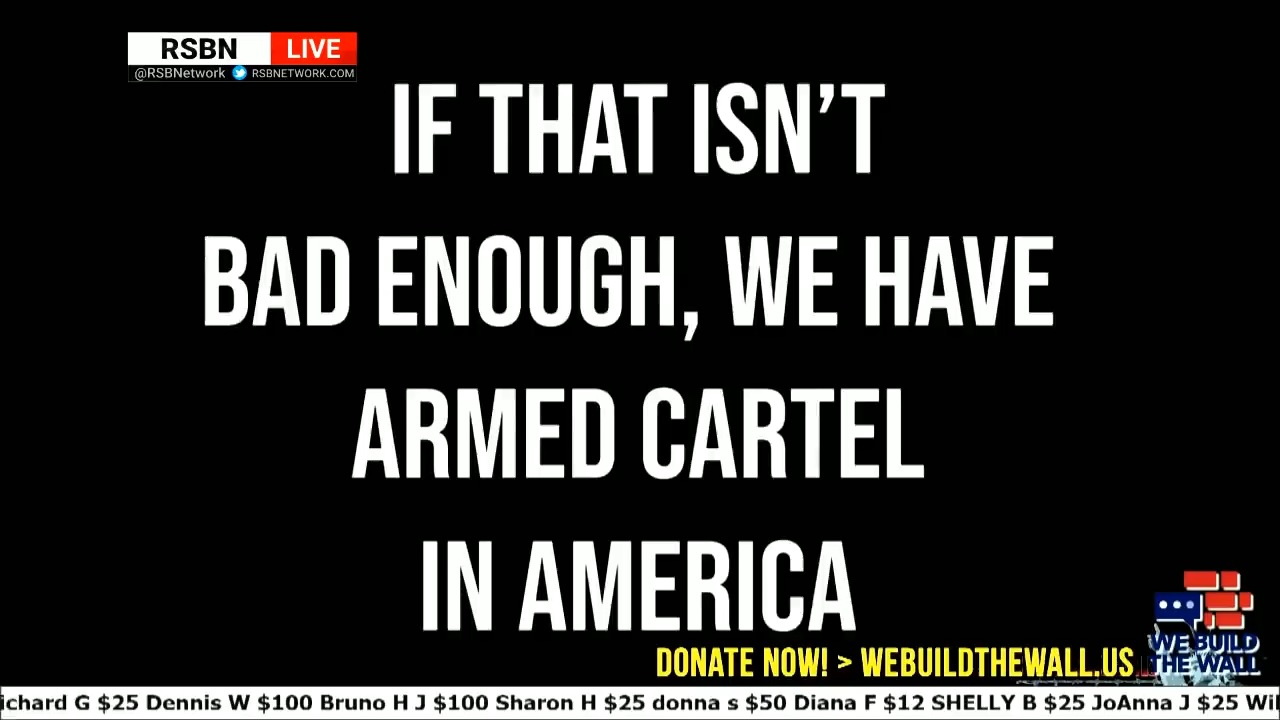 RSBN LIVE
@RSBNetwork RSBNETWORK.COM
IF THAT ISN’T
BAD ENOUGH, WE HAVE
ARMED CARTEL
IN AMERICA
WE BUILD
THE WALL
DONATE NOW! > WEBUILDTHEWALL.US
ichard G $25 Dennis W $100 Bruno H J $100 Sharon H $25 donna s $50 Diana F $12 SHELLY B $25 JoAnna J $25 Wil